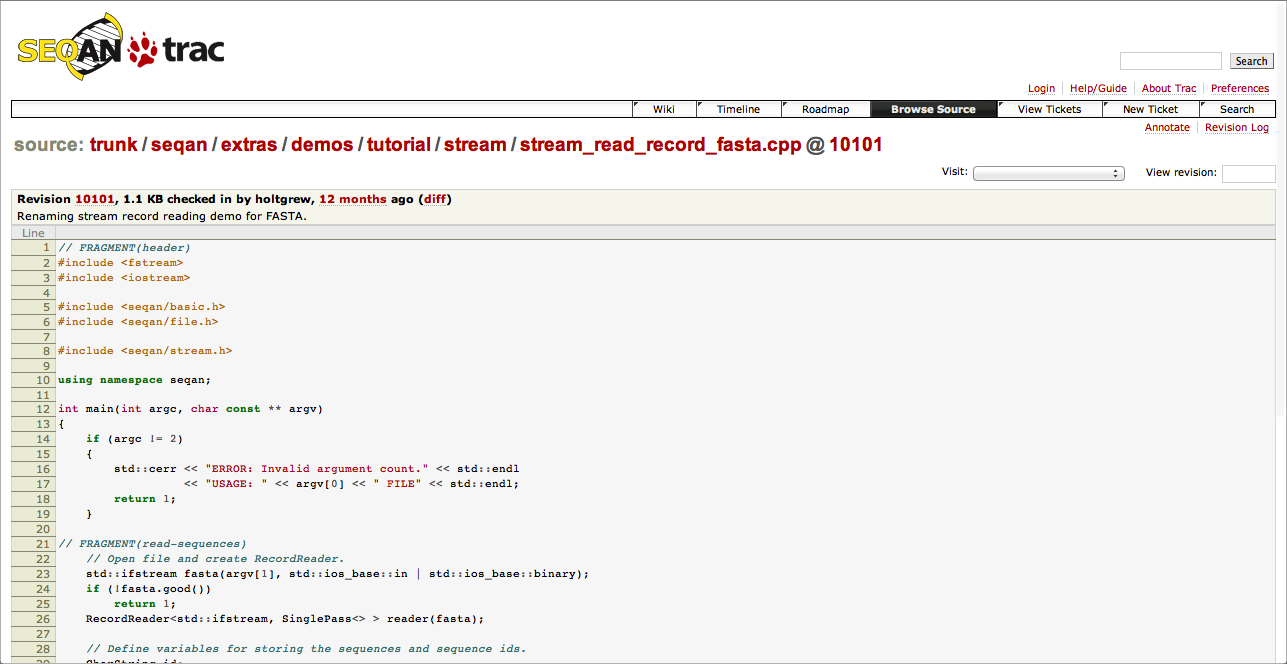 SEQAN trac
Search
Login Help/Guide About Trac Preferences
Wiki Timeline Roadmap Browse Source View Tickets New Ticket Search
Annotate Revision Log
source: trunk/seqan/extras/demos/tutorial/stream/stream_read_record_fasta.cpp @ 10101
Visit: View revision:
Revision 10101, 1.1 KB checked in by holtgrew, 12 months ago (diff)
Renaming stream record reading demo for FASTA.
Line
1 // FRAGMENT(header)
2 #include <fstream>
3 #include <iostream>
4
5 #include <seqan/basic.h>
6 #include <seqan/file.h>
7
8 #include <seqan/stream.h>
9
10 using namespace seqan;
11
12 int main(int argc, char const ** argv)
13 {
14     if (argc != 2)
15     {
16         std::cerr << "ERROR: Invalid argument count." << std::endl
17                   << "USAGE: " << argv[0] << " FILE" << std::endl;
18         return 1;
19     }
20
21 // FRAGMENT(read-sequences)
22     // Open file and create RecordReader.
23     std::ifstream fasta(argv[1], std::ios_base::in | std::ios_base::binary);
24     if (!fasta.good())
25         return 1;
26     RecordReader<std::ifstream, SinglePass<> > reader(fasta);
27
28     // Define variables for storing the sequences and sequence ids.
29     CharString id;